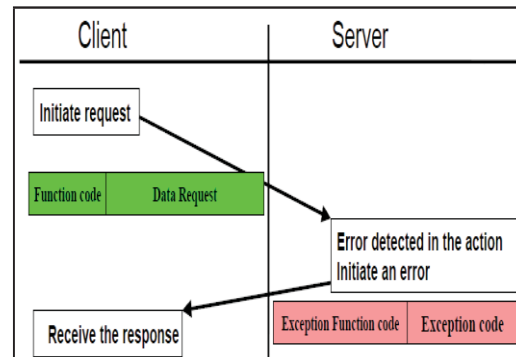 Client
Server
Initiate request
Function code
Data Request
Error detected in the action
Initiate an error
Exception Function code
Exception code
Receive the response